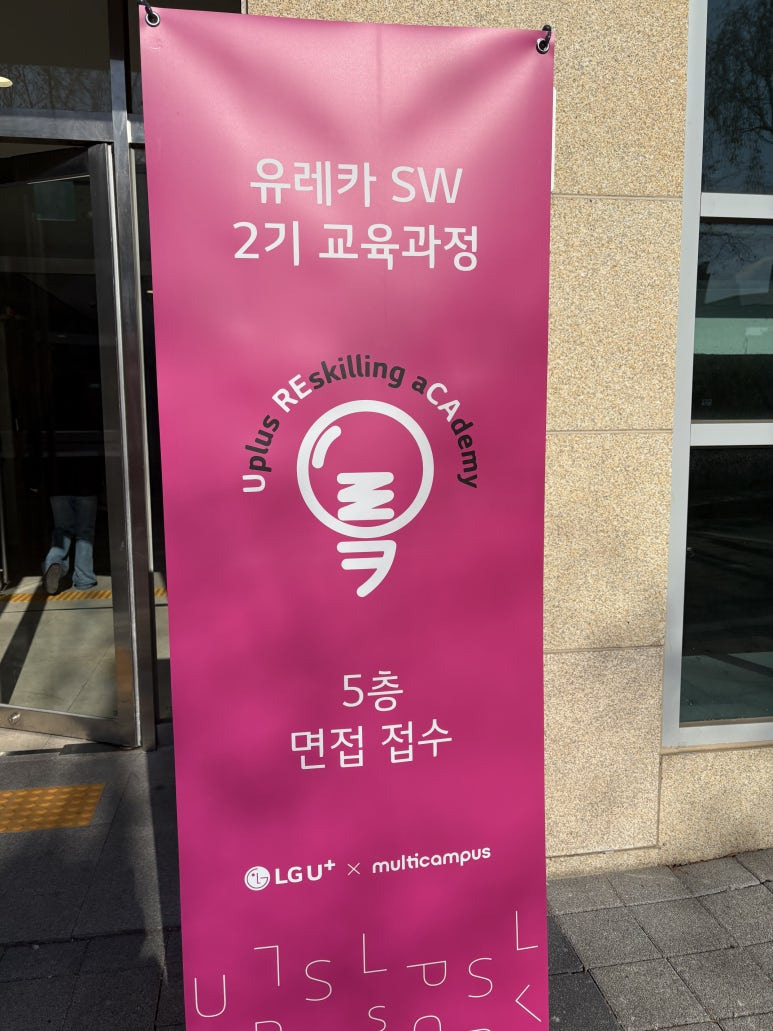 유레카 SW
2기 교육과정
Uplus REskilling aCAdemy
5층
면접 접수
LG U+ × multicampus